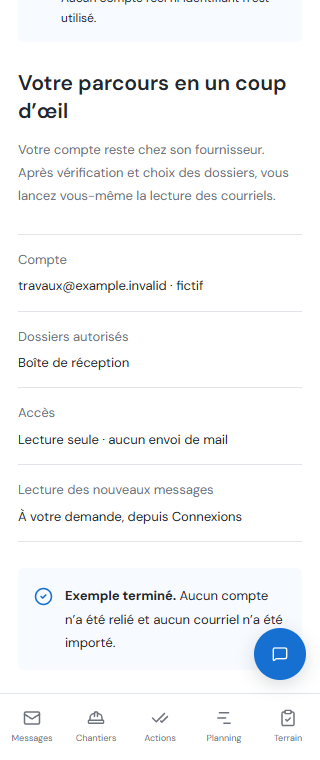 utilisé.
Votre parcours en un coup
d’œil
Votre compte reste chez son fournisseur.
Après vérification et choix des dossiers, vous
lancez vous-même la lecture des courriels.
Compte
travaux@example.invalid · fictif
Dossiers autorisés
Boîte de réception
Accès
Lecture seule · aucun envoi de mail
Lecture des nouveaux messages
À votre demande, depuis Connexions
Exemple terminé. Aucun compte
n’a été relié et aucun courriel n’a été
importé.
Messages
Chantiers
Actions
Planning
Terrain